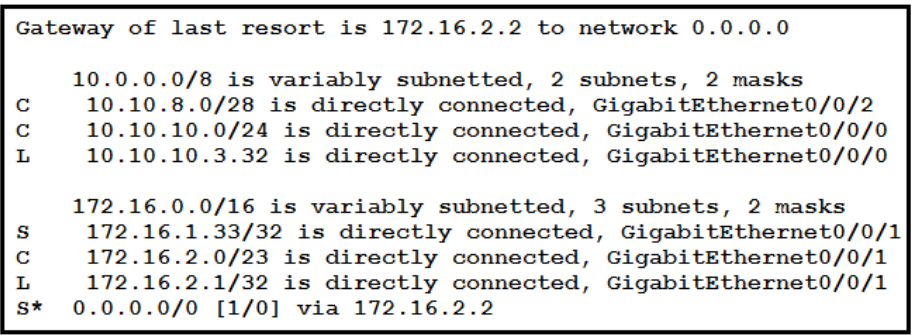 Gateway of last resort is 172.16.2.2 to network 0.0.0.0
10.0.0.0/8 is variably subnetted, 2 subnets, 2 masks
C 10.10.8.0/28 is directly connected, GigabitEthernet0/0/2
C 10.10.10.0/24 is directly connected, GigabitEthernet0/0/0
L 10.10.10.3.32 is directly connected, GigabitEthernet0/0/0
172.16.0.0/16 is variably subnetted, 3 subnets, 2 masks
S 172.16.1.33/32 is directly connected, GigabitEthernet0/0/1
C 172.16.2.0/23 is directly connected, GigabitEthernet0/0/1
L 172.16.2.1/32 is directly connected, GigabitEthernet0/0/1
S* 0.0.0.0/0 [1/0] via 172.16.2.2